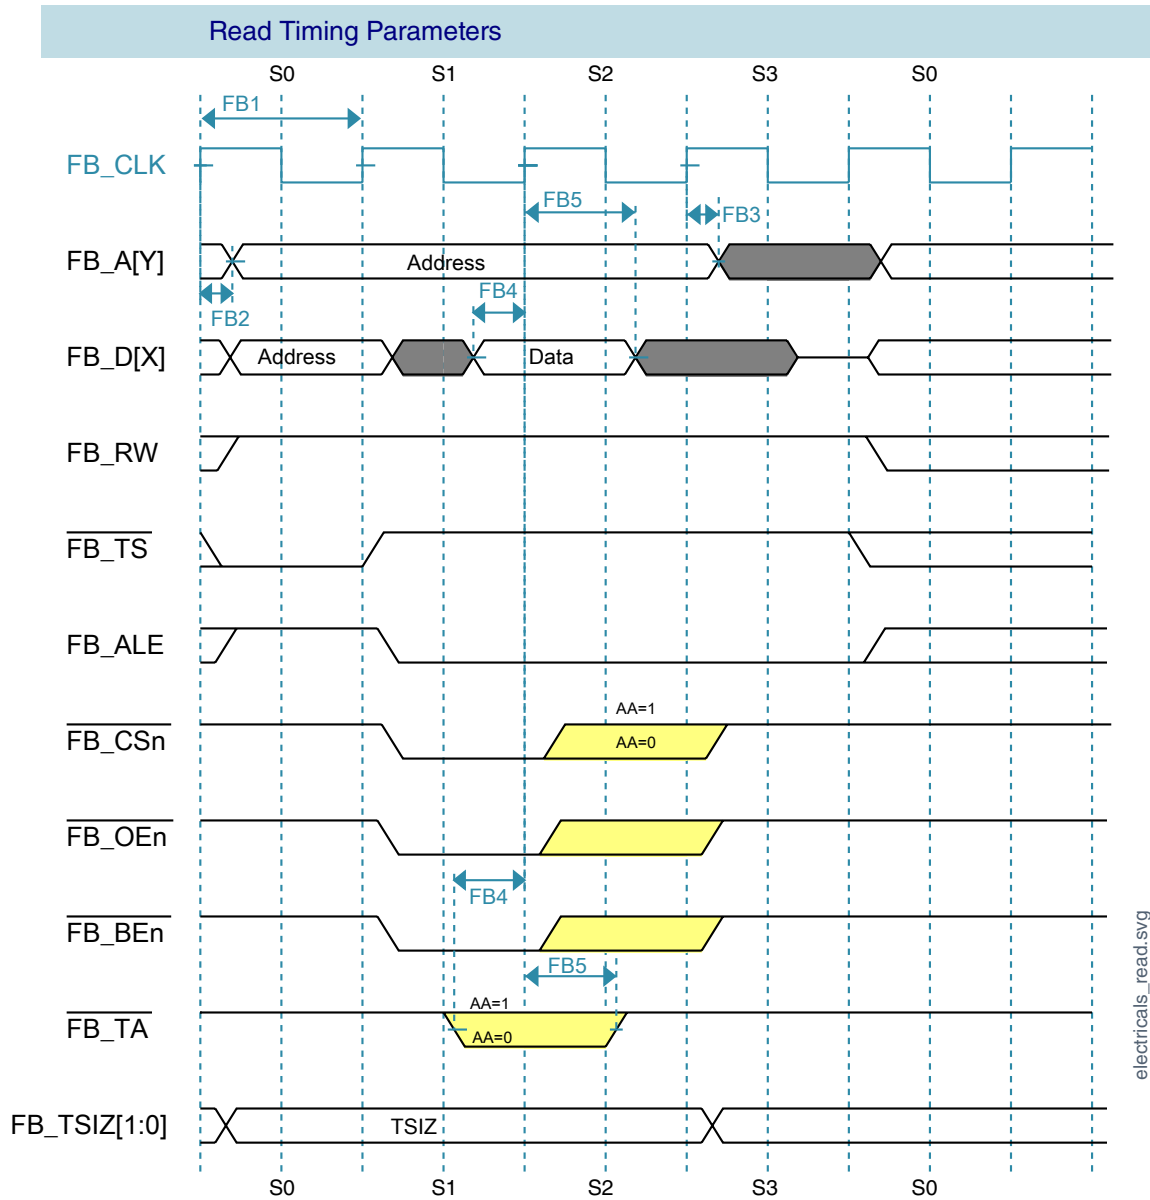 Read Timing Parameters
S0 S1 S2 S3 S0
FB1
FB_CLK
FB5
FB3
FB_A[Y]
Address
FB4
FB2
FB_D[X]
Address
Data
FB_RW
FB_TS
FB_ALE
AA=1
FB_CSn
AA=0
FB_OEn
FB4
FB_BEn
FB5
AA=1
FB_TA
AA=0
FB_TSIZ[1:0]
TSIZ
S0 S1 S2 S3 S0
electricals_read.svg